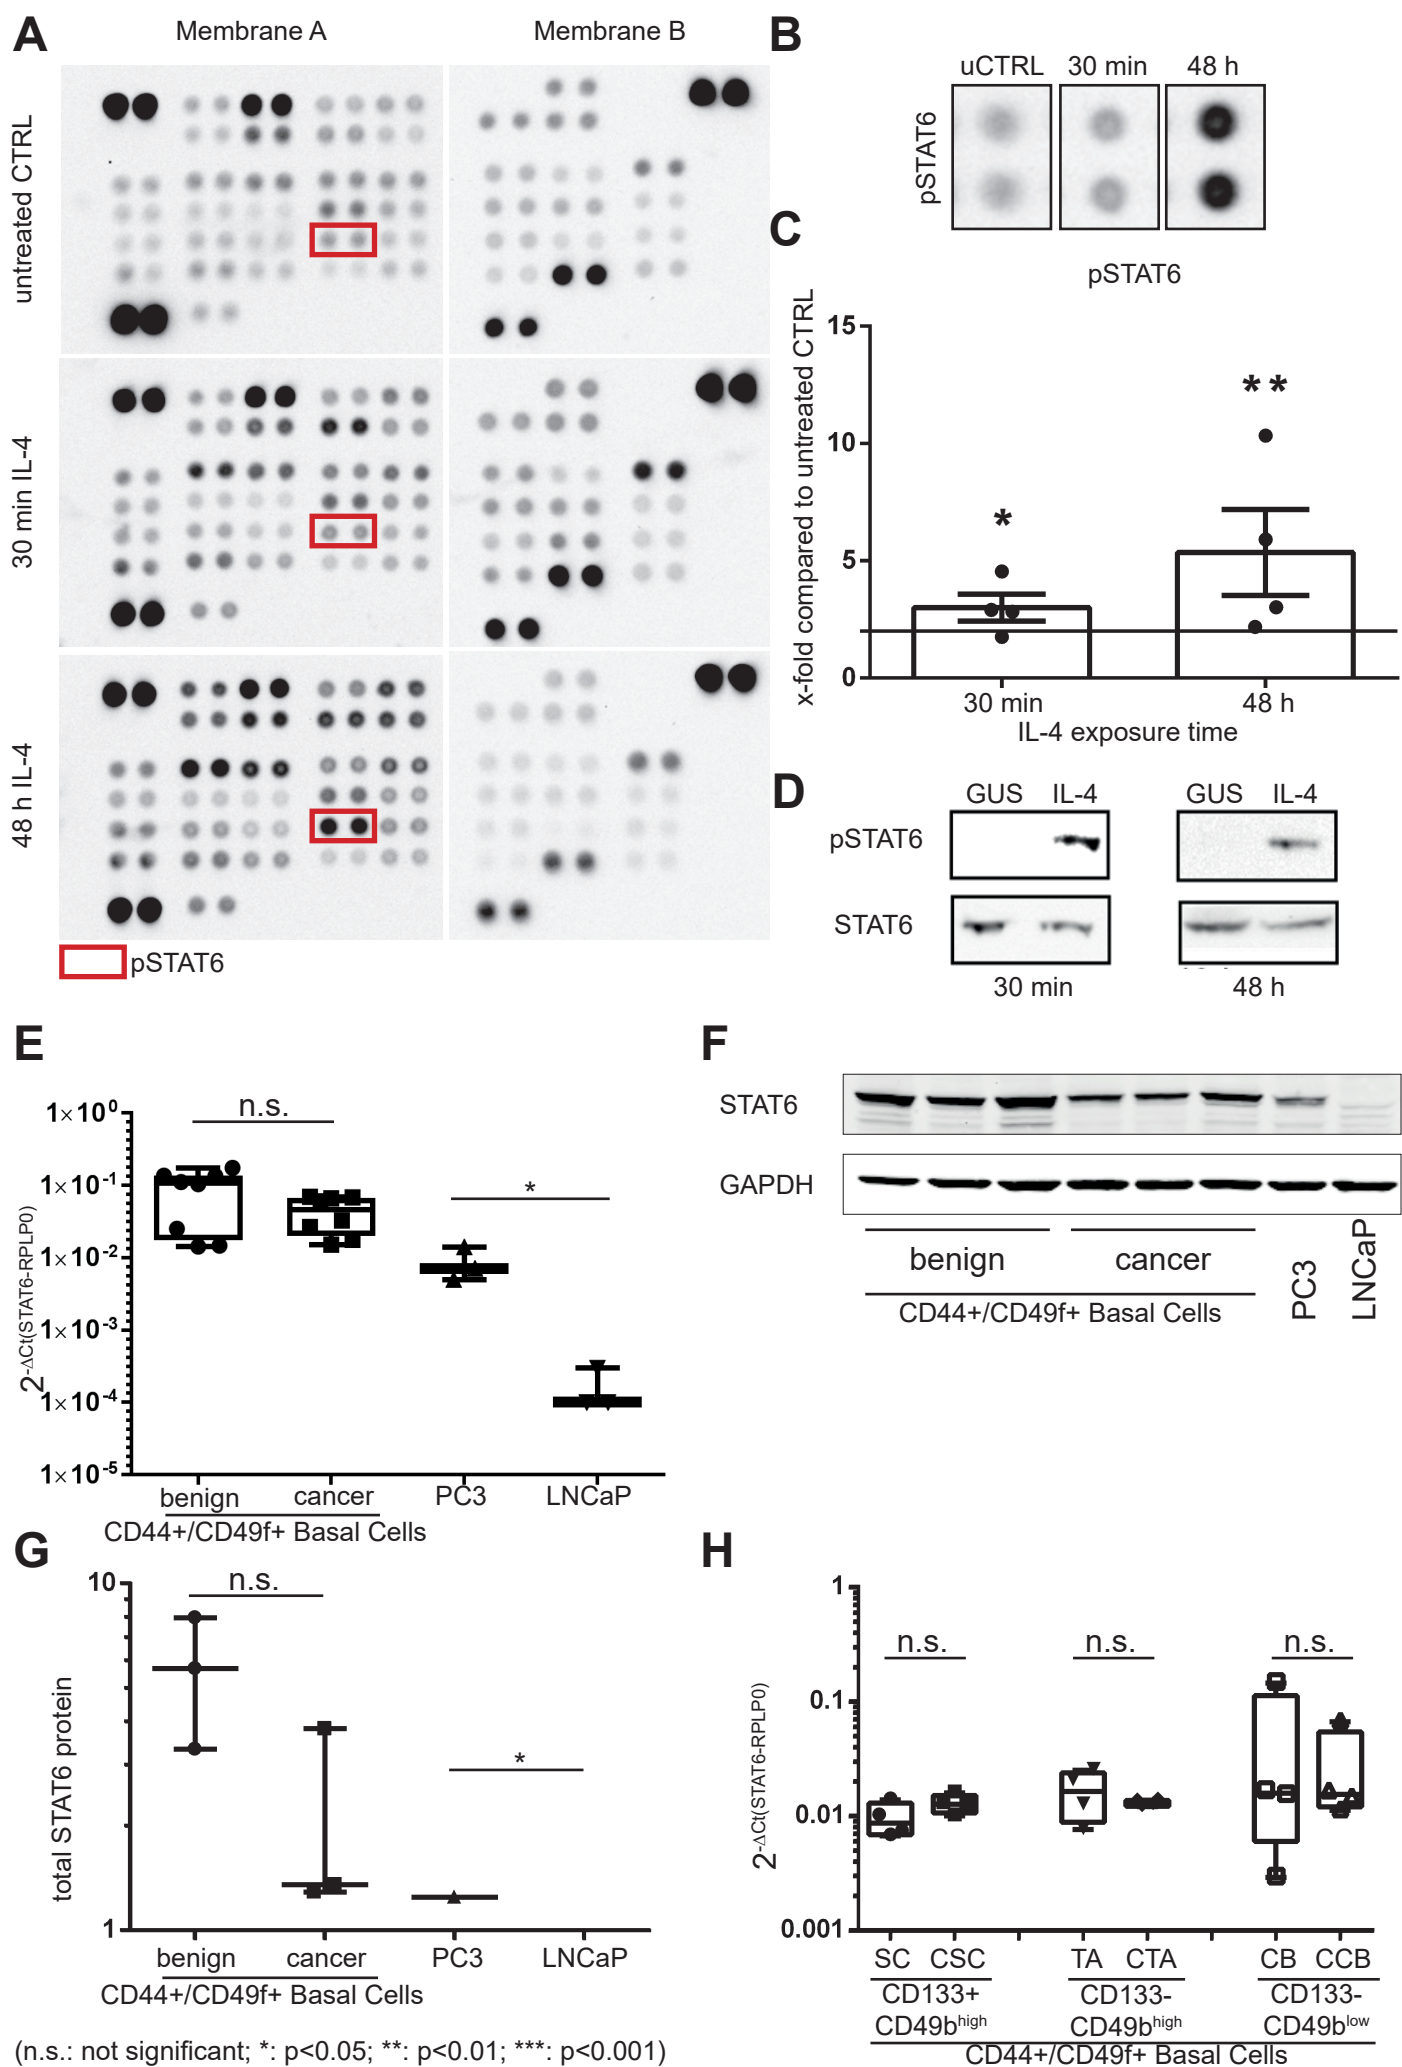 A
Membrane A
Membrane B
untreated CTRL
30 min IL-4
48 h IL-4
pSTAT6
B
uCTRL 30 min 48 h
pSTAT6
C
pSTAT6
x-fold compared to untreated CTRL
15
10
5
0
*
**
30 min
48 h
IL-4 exposure time
D
GUS IL-4
GUS IL-4
pSTAT6
STAT6
30 min
48 h
E
2-ΔCt(STAT6-RPLP0)
1×10⁰
1×10⁻¹
1×10⁻²
1×10⁻³
1×10⁻⁴
1×10⁻⁵
n.s.
*
benign cancer PC3 LNCaP
CD44+/CD49f+ Basal Cells
F
STAT6
GAPDH
benign
cancer
PC3
LNCaP
CD44+/CD49f+ Basal Cells
G
total STAT6 protein
10
1
n.s.
*
benign cancer PC3 LNCaP
CD44+/CD49f+ Basal Cells
H
2-ΔCt(STAT6-RPLP0)
1
0.1
0.01
0.001
n.s.
n.s.
n.s.
SC CSC TA CTA CB CCB
CD133+ CD133- CD133-
CD49bhigh CD49bhigh CD49blow
CD44+/CD49f+ Basal Cells
(n.s.: not significant; *: p<0.05; **: p<0.01; ***: p<0.001)